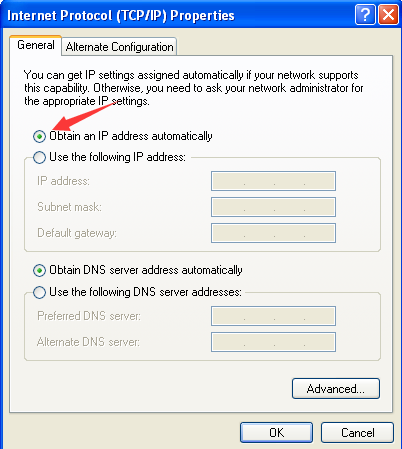 Internet Protocol (TCP/IP) Properties
General
Alternate Configuration
You can get IP settings assigned automatically if your network supports
this capability. Otherwise, you need to ask your network administrator for
the appropriate IP settings.
Obtain an IP address automatically
Use the following IP address:
IP address:
Subnet mask:
Default gateway:
Obtain DNS server address automatically
Use the following DNS server addresses:
Preferred DNS server:
Alternate DNS server:
Advanced...
OK
Cancel